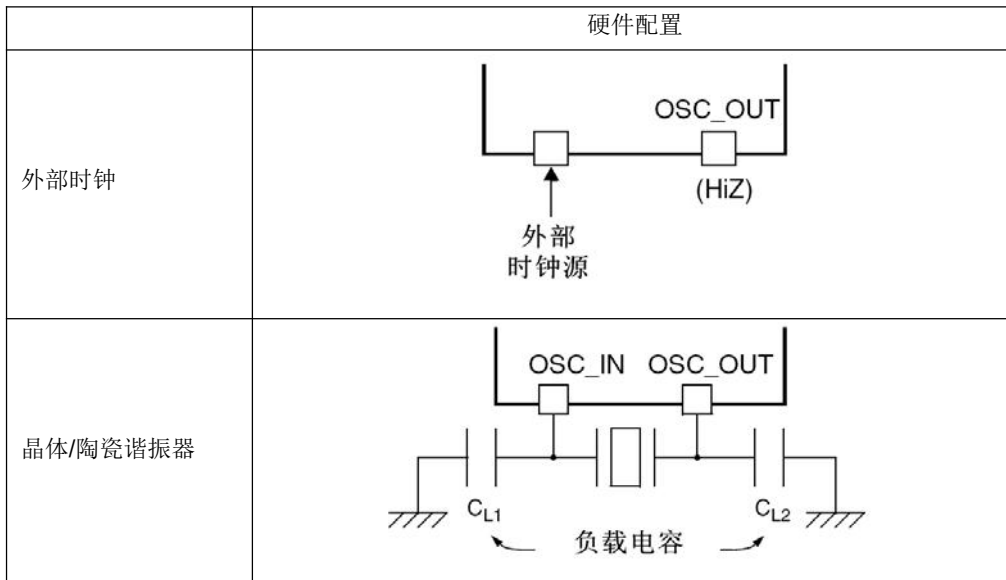 硬件配置
外部时钟
OSC_OUT
(HiZ)
外部
时钟源
晶体/陶瓷谐振器
OSC_IN OSC_OUT
CL1 CL2
负载电容